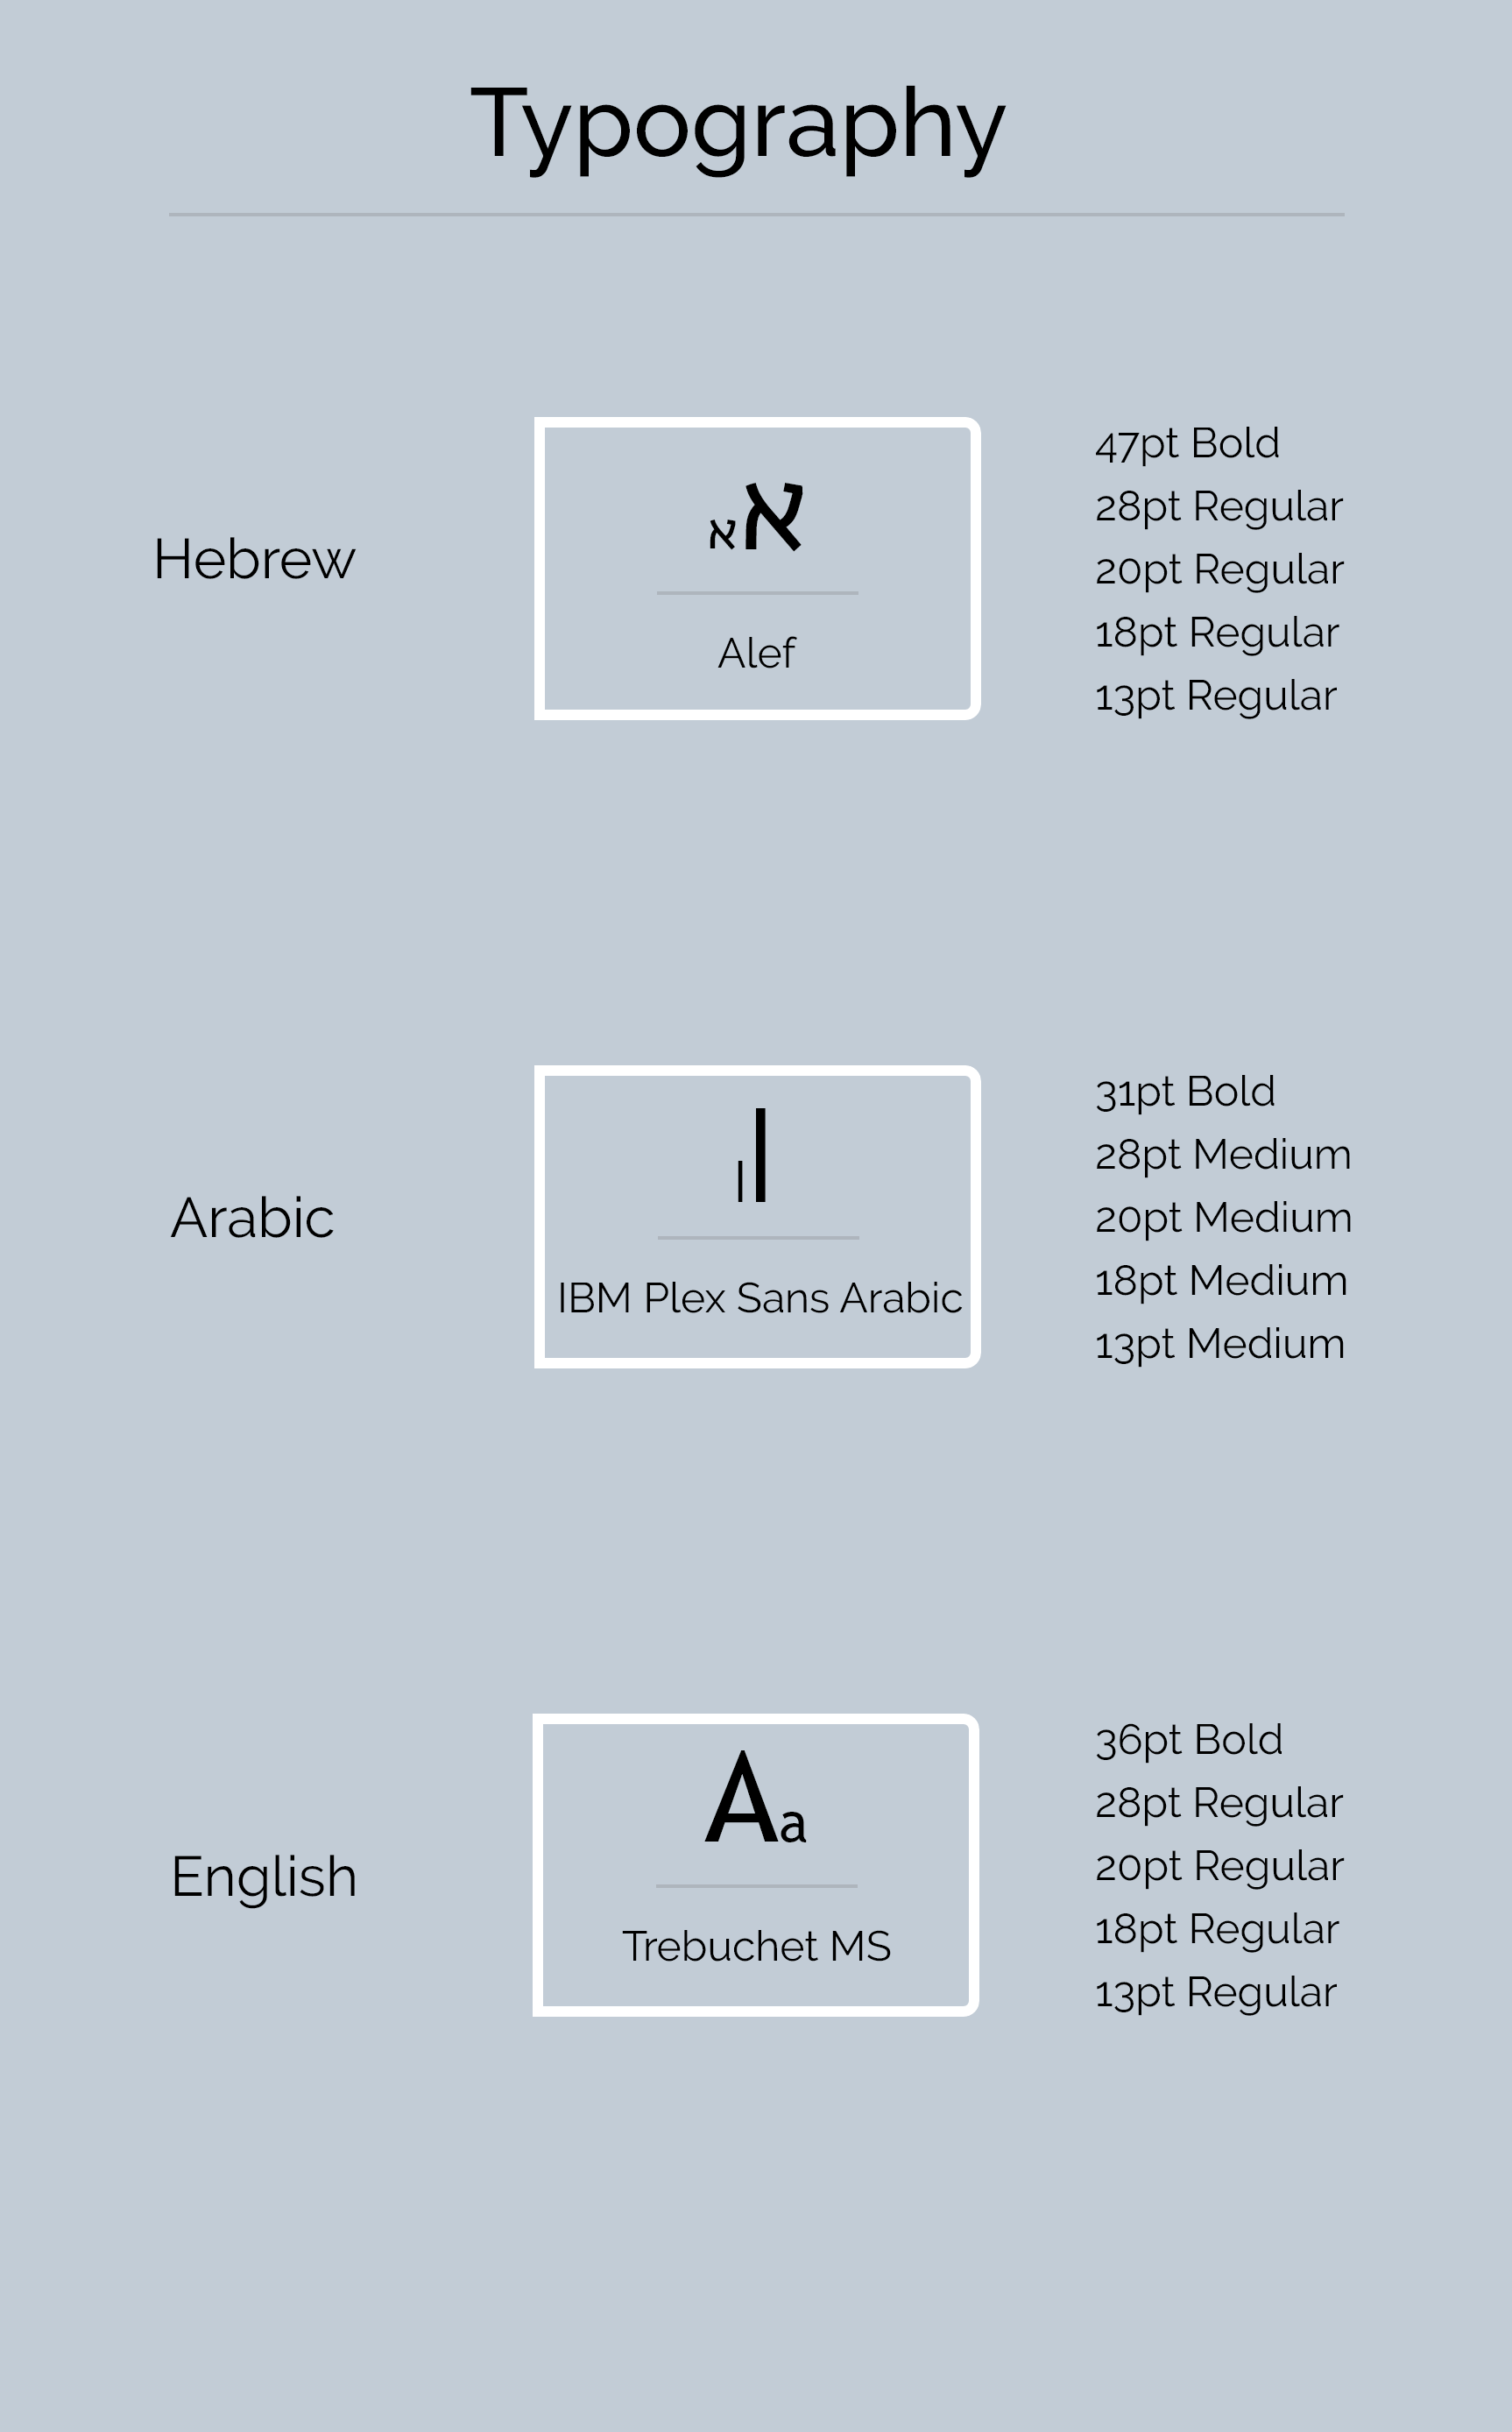 Typography
Hebrew
אא
Alef
47pt Bold
28pt Regular
20pt Regular
18pt Regular
13pt Regular
Arabic
اا
IBM Plex Sans Arabic
31pt Bold
28pt Medium
20pt Medium
18pt Medium
13pt Medium
English
Aa
Trebuchet MS
36pt Bold
28pt Regular
20pt Regular
18pt Regular
13pt Regular